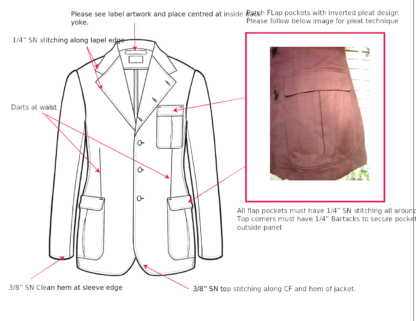 Please see label artwork and place centred at inside
yoke.
Patch FLap pockets with inverted pleat design
Please follow below image for pleat technique
1/4" SN stitching along lapel edge
Darts at waist
All flap pockets must have 1/4" SN stitching all around
Top corners must have 1/4" Bartacks to secure pocket
outside panel
3/8" SN Clean hem at sleeve edge
3/8" SN top stitching along CF and hem of jacket.